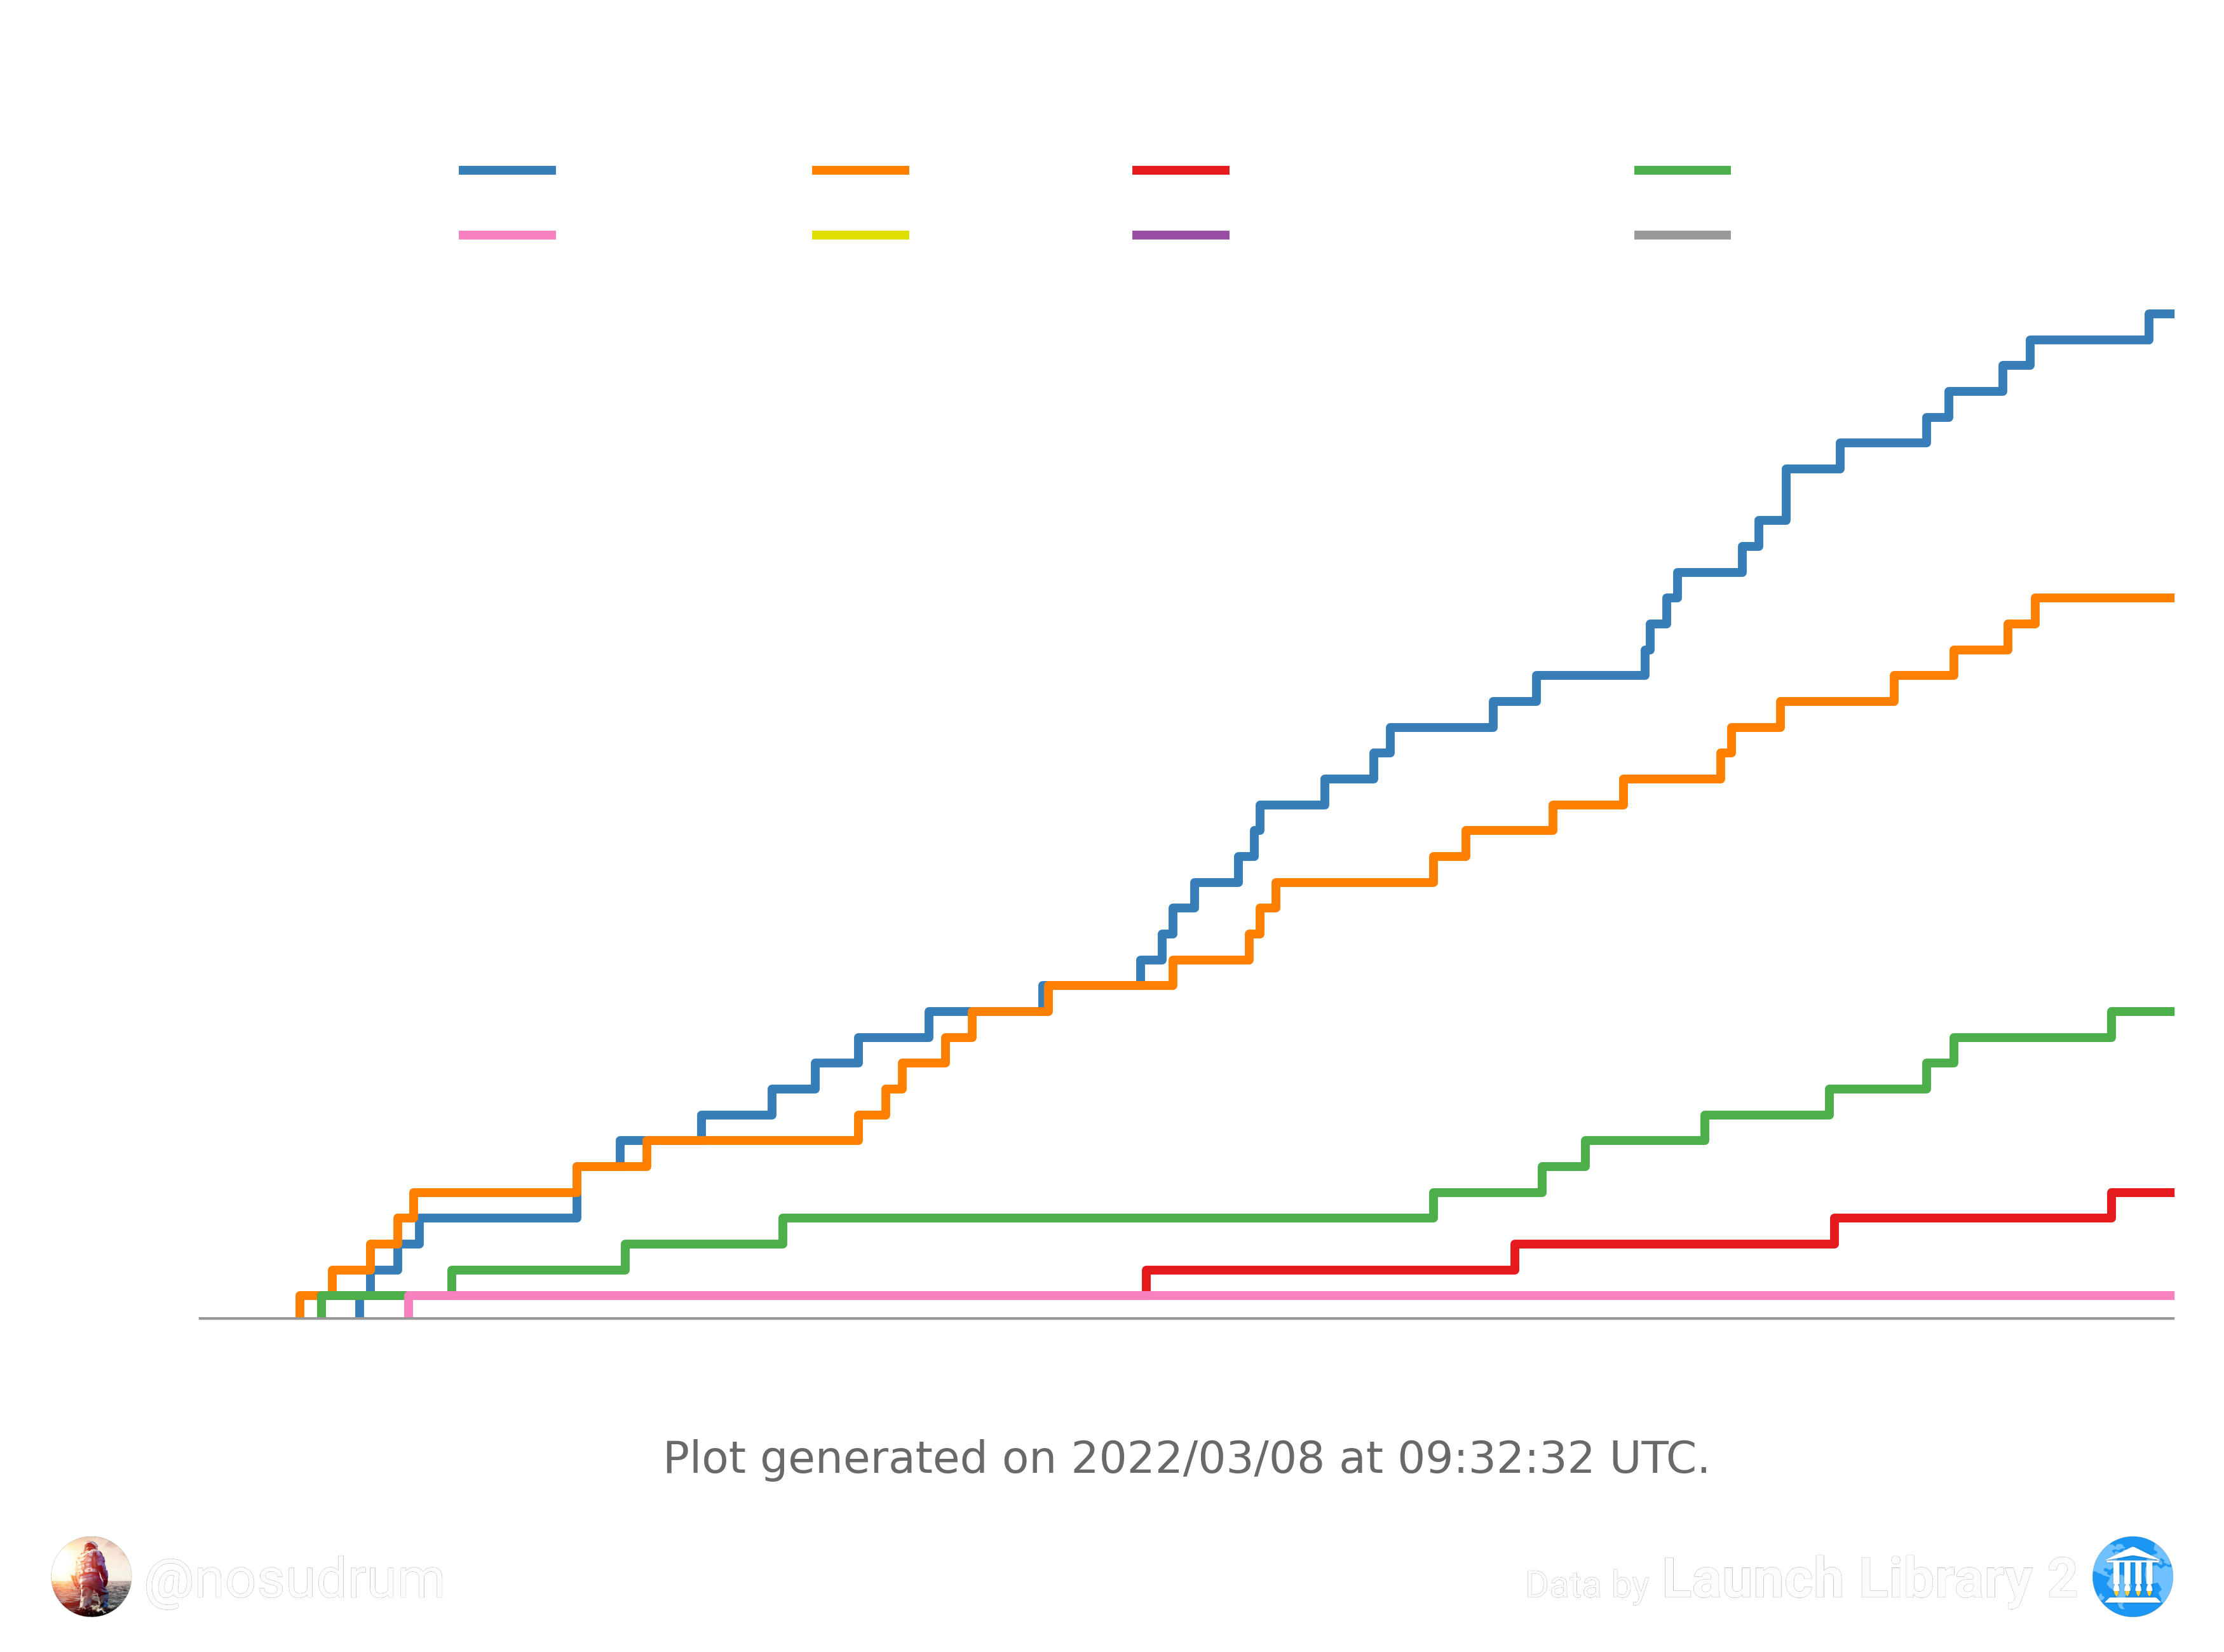 Plot generated on 2022/03/08 at 09:32:32 UTC.
@nosudrum
Data by Launch Library 2